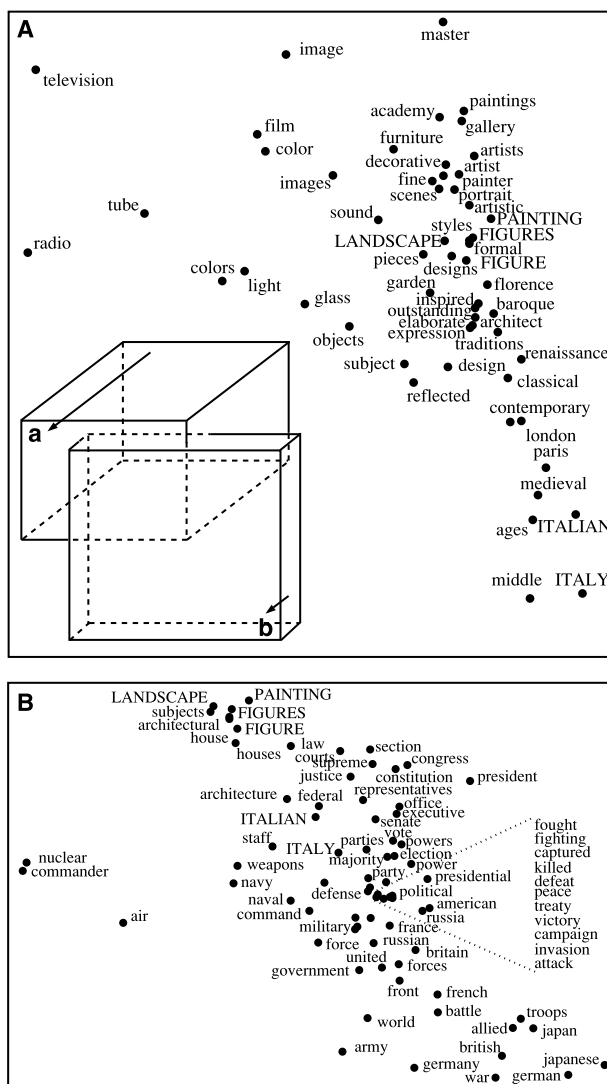 A
master
image
television
paintings
academy
gallery
film
furniture
color
artists
decorative
artist
images
fine
painter
scenes
portrait
tube
artistic
sound
PAINTING
styles
FIGURES
radio
LANDSCAPE
formal
pieces
designs
FIGURE
colors
light
garden
florence
glass
inspired
baroque
outstanding
objects
elaborate
architect
expression
traditions
renaissance
subject
design
a
classical
reflected
contemporary
london
paris
medieval
ages
ITALIAN
middle
ITALY
b
B
LANDSCAPE
PAINTING
subjects
FIGURES
architectural
FIGURE
house
houses
law
courts
section
supreme
congress
justice
constitution
president
representatives
architecture
federal
office
executive
ITALIAN
senate
vote
fought
staff
parties
powers
fighting
ITALY
captured
nuclear
majority
election
killed
commander
weapons
power
defeat
party
presidential
peace
navy
defense
political
treaty
naval
american
victory
command
russia
campaign
military
france
invasion
force
russian
attack
united
britain
government
forces
front
french
battle
troops
world
allied
japan
army
british
japanese
germany
war
german